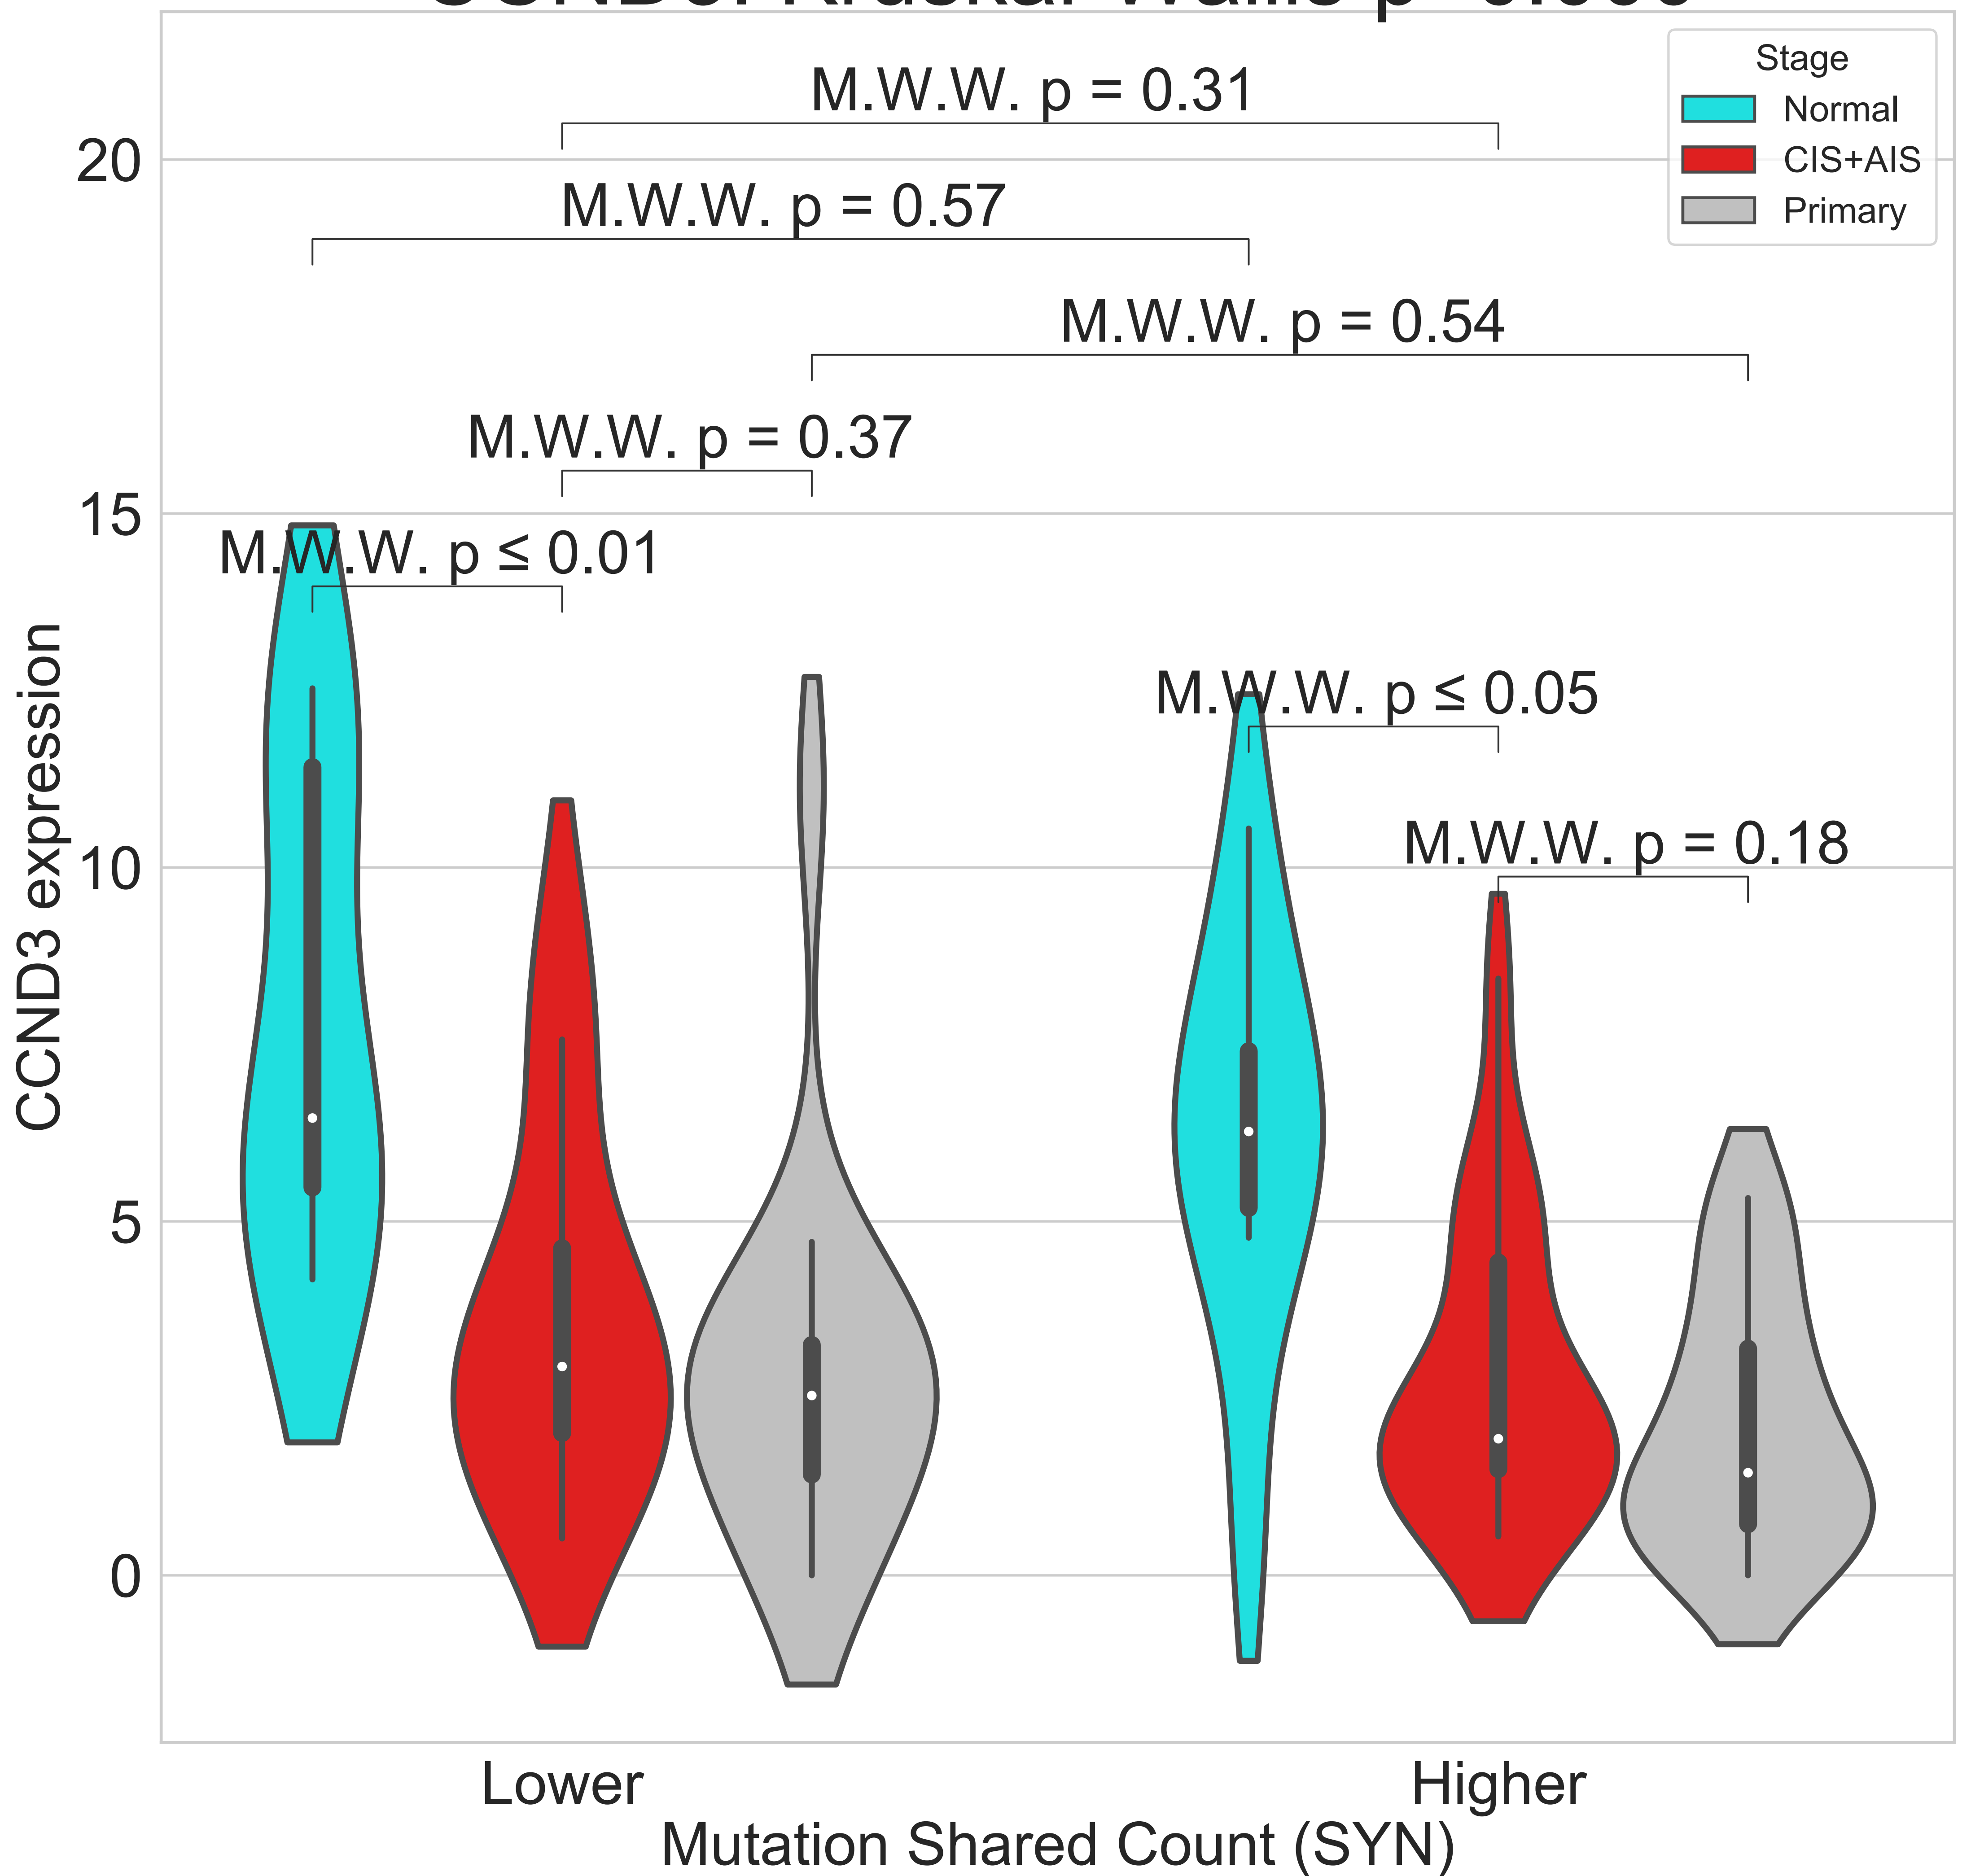 Stage
Normal
CIS+AIS
Primary
M.W.W. p = 0.31
M.W.W. p = 0.57
M.W.W. p = 0.54
M.W.W. p = 0.37
M.W.W. p ≤ 0.01
M.W.W. p ≤ 0.05
M.W.W. p = 0.18
20
15
10
5
0
CCND3 expression
Lower
Higher
Mutation Shared Count (SYN)